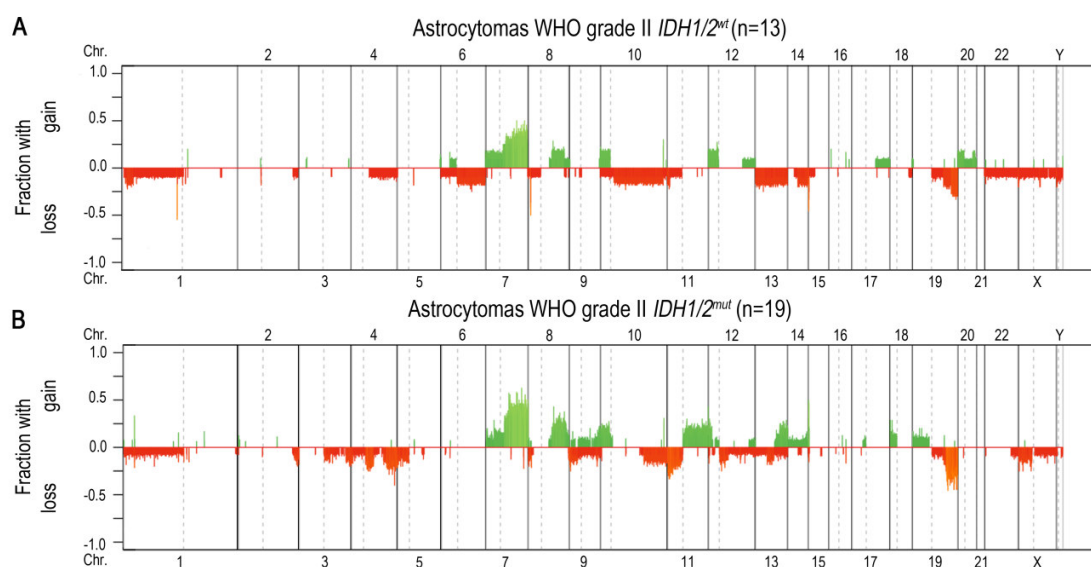 A
Astrocytomas WHO grade II IDH1/2wt (n=13)
Chr. 2 4 6 8 10 12 14 16 18 20 22 Y
1.0
0.5
0.0
-0.5
-1.0
Fraction with
loss gain
Chr. 1 3 5 7 9 11 13 15 17 19 21 X
B
Astrocytomas WHO grade II IDH1/2mut (n=19)
Chr. 2 4 6 8 10 12 14 16 18 20 22 Y
1.0
0.5
0.0
-0.5
-1.0
Fraction with
loss gain
Chr. 1 3 5 7 9 11 13 15 17 19 21 X